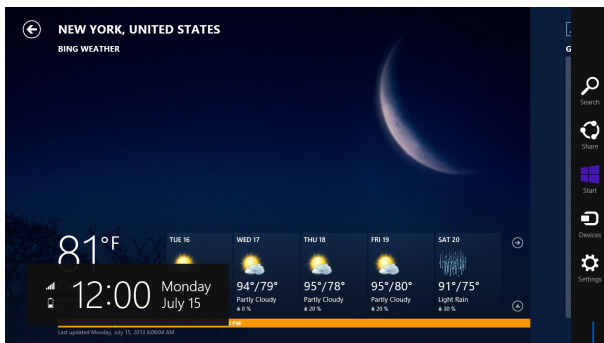 NEW YORK, UNITED STATES
BING WEATHER
G
Search
Share
Start
Devices
Settings
81°F
TUE 16
WED 17
THU 18
FRI 19
SAT 20
94°/79°
95°/78°
95°/80°
91°/75°
Partly Cloudy
Partly Cloudy
Partly Cloudy
Light Rain
0 %
20 %
20 %
30 %
12:00
Monday
July 15
PM
Last updated Monday, July 15, 2013 6:06:04 AM